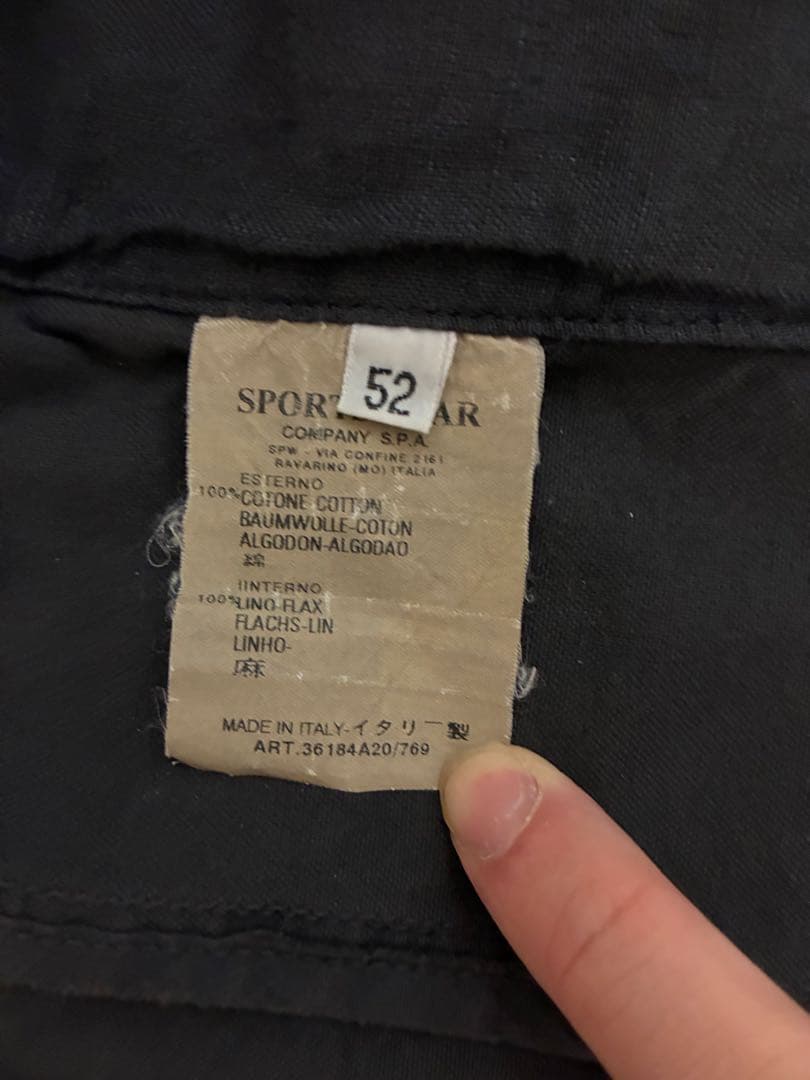 52
SPORT AR
COMPANY S.P.A.
SPW - VIA CONFINE 2161
RAVARINO (MO) ITALIA
ESTERNO
100% COTONE-COTTON
BAUMWOLLE-COTON
ALGODON-ALGODAO
綿
IINTERNO
100% LINO-FLAX
FLACHS-LIN
LINHO-
麻
MADE IN ITALY-イタリー製
ART.36184A20/769